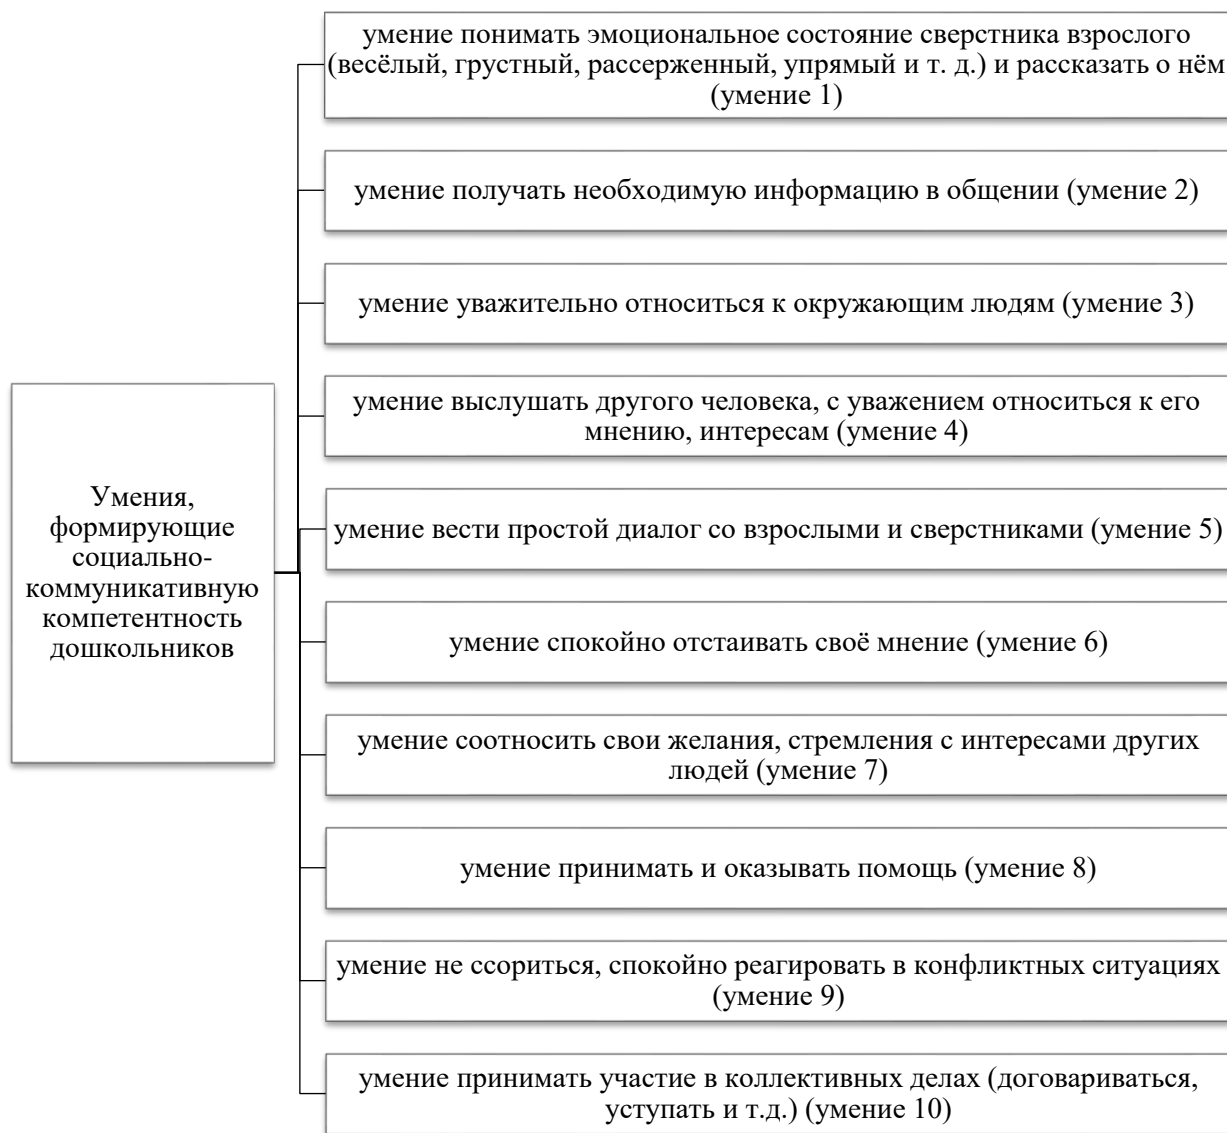 умение понимать эмоциональное состояние сверстника взрослого
(весёлый, грустный, рассерженный, упрямый и т. д.) и рассказать о нём
(умение 1)
умение получать необходимую информацию в общении (умение 2)
умение уважительно относиться к окружающим людям (умение 3)
умение выслушать другого человека, с уважением относиться к его
мнению, интересам (умение 4)
Умения,
формирующие
социально-
коммуникативную
компетентность
дошкольников
умение вести простой диалог со взрослыми и сверстниками (умение 5)
умение спокойно отстаивать своё мнение (умение 6)
умение соотносить свои желания, стремления с интересами других
людей (умение 7)
умение принимать и оказывать помощь (умение 8)
умение не ссориться, спокойно реагировать в конфликтных ситуациях
(умение 9)
умение принимать участие в коллективных делах (договариваться,
уступать и т.д.) (умение 10)